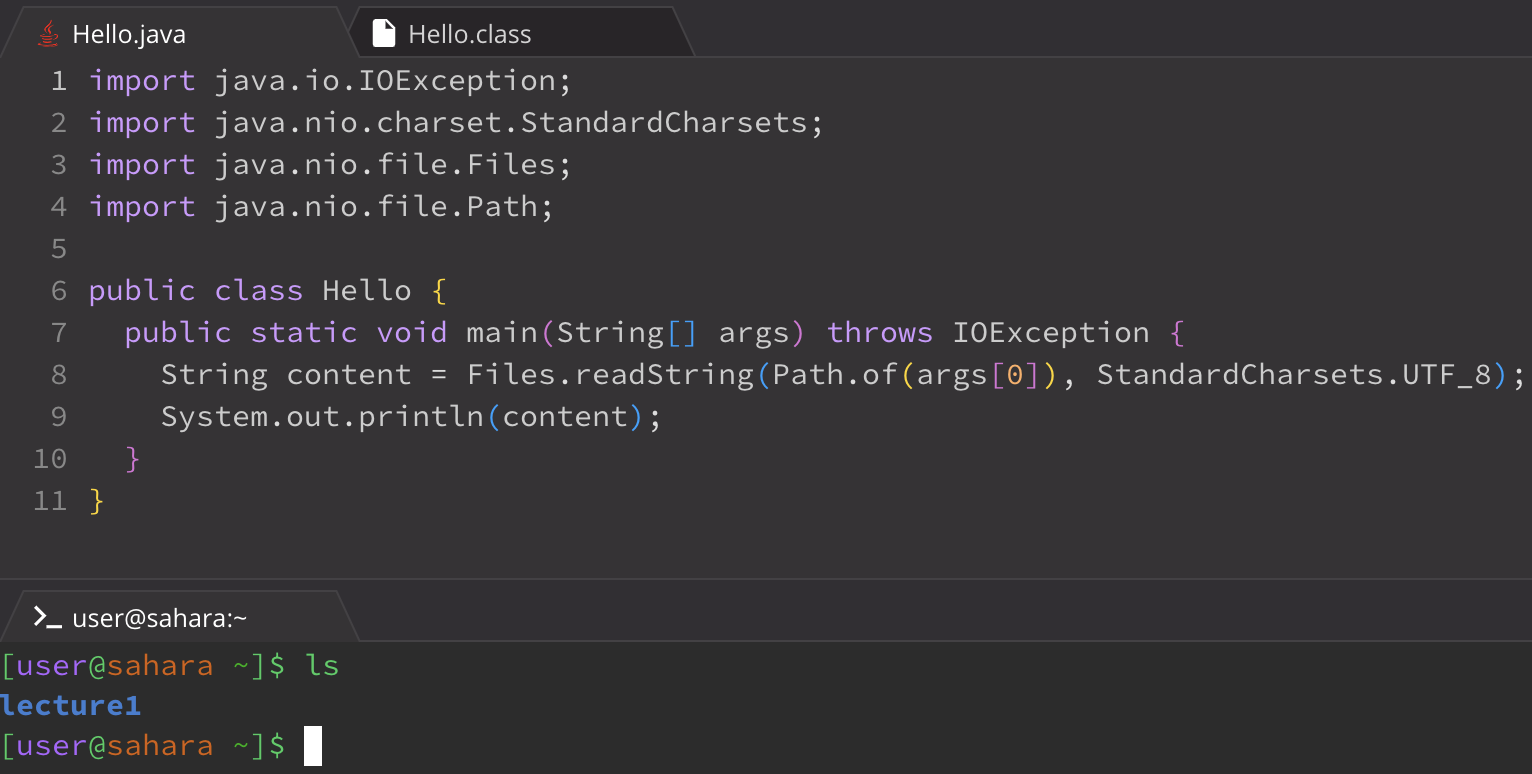 Hello.java Hello.class
1 import java.io.IOException;
2 import java.nio.charset.StandardCharsets;
3 import java.nio.file.Files;
4 import java.nio.file.Path;
5
6 public class Hello {
7   public static void main(String[] args) throws IOException {
8     String content = Files.readString(Path.of(args[0]), StandardCharsets.UTF_8);
9     System.out.println(content);
10   }
11 }
>_ user@sahara:~
[user@sahara ~]$ ls
lecture1
[user@sahara ~]$